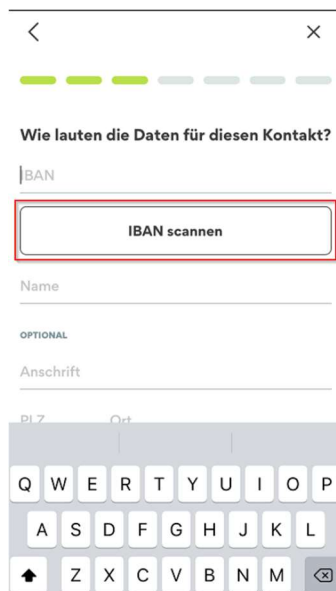 Wie lauten die Daten für diesen Kontakt?
IBAN
IBAN scannen
Name
OPTIONAL
Anschrift
PLZ Ort
Q W E R T Y U I O P
A S D F G H J K L
Z X C V B N M